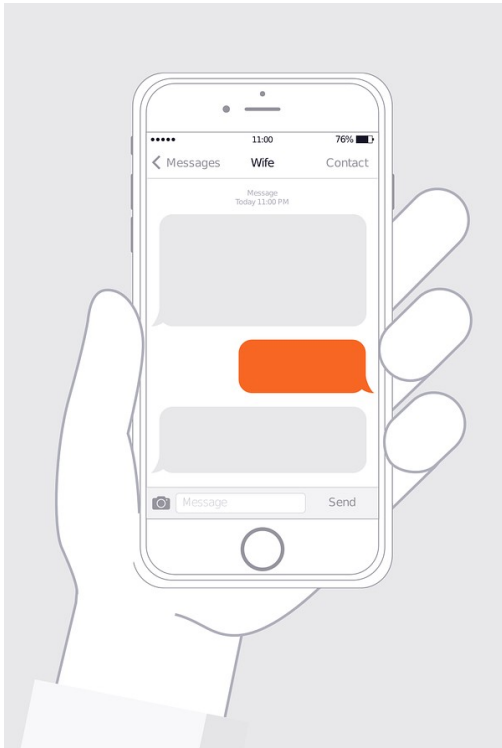 11:00 76%
Messages Wife Contact
Message
Today 11:00 PM
Message Send